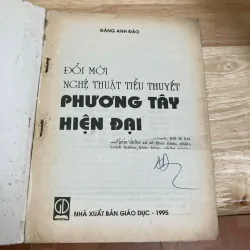 ĐẶNG ANH ĐÀO
ĐỔI MỚI
NGHỆ THUẬT TIỂU THUYẾT
PHƯƠNG TÂY
HIỆN ĐẠI
NHÀ XUẤT BẢN GIÁO DỤC - 1995